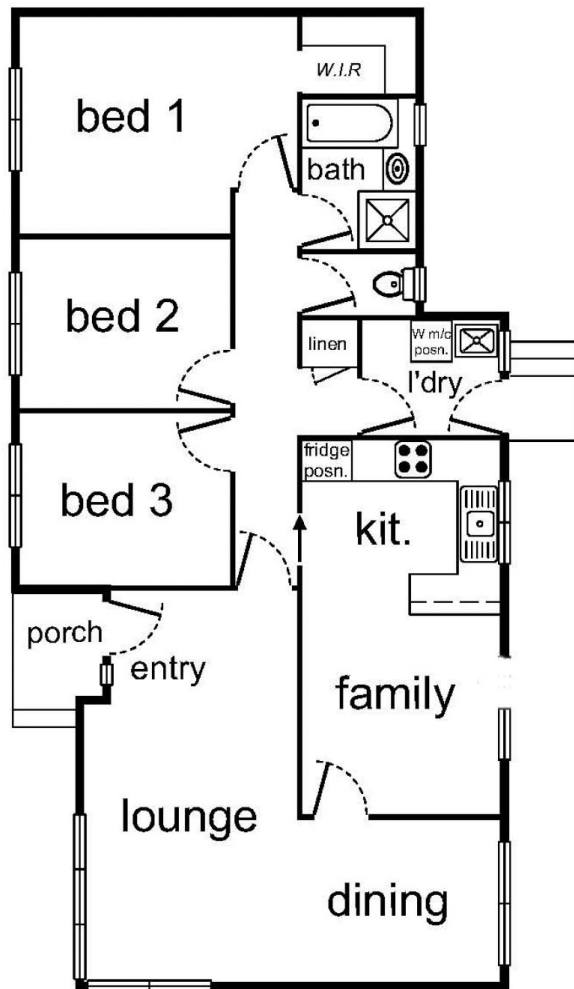 W.I.R
bed 1
bath
bed 2
linen
W m/c
posn.
l'dry
fridge
posn.
bed 3
kit.
porch
entry
family
lounge
dining